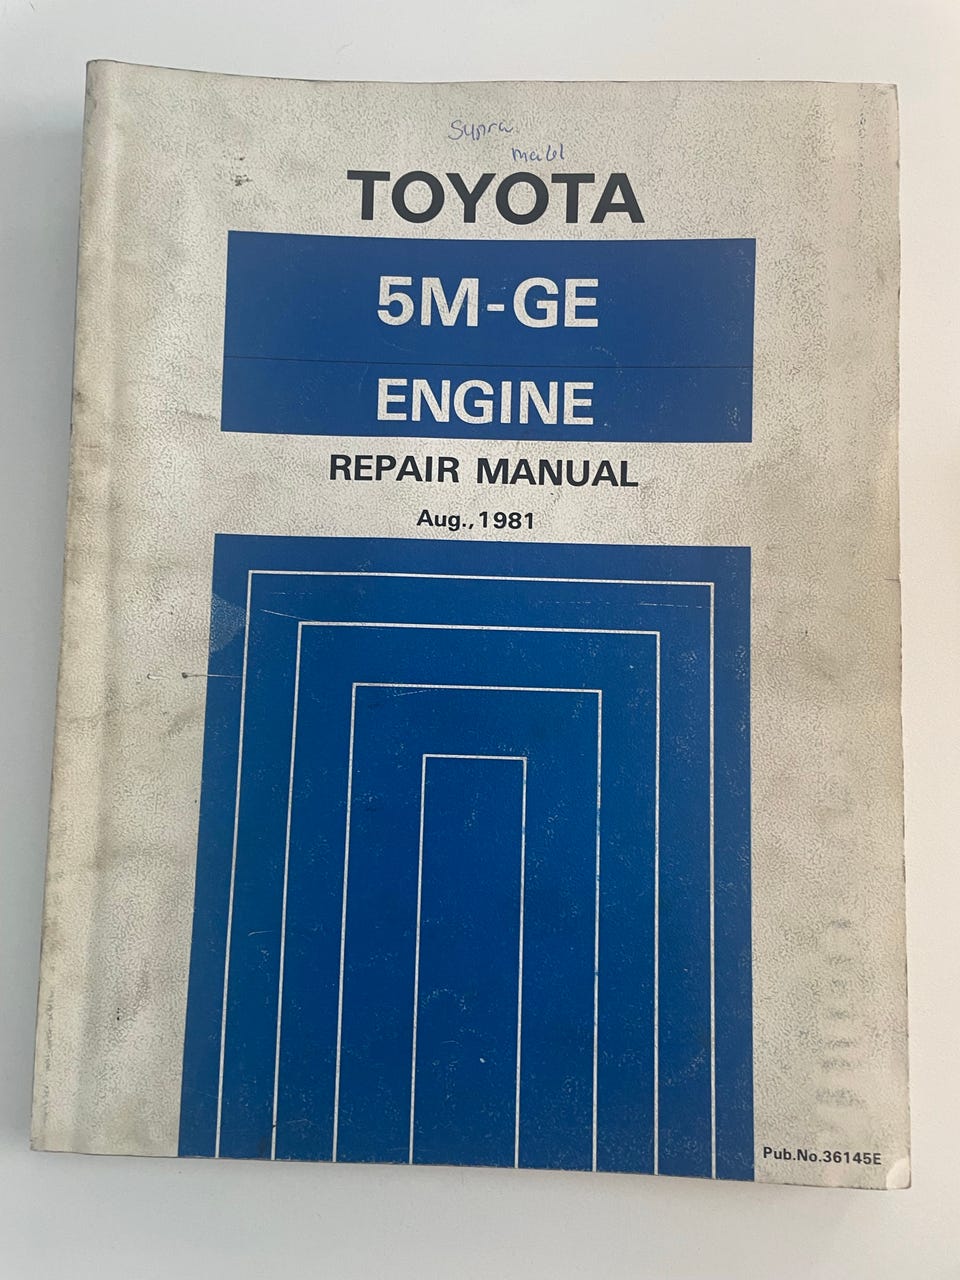 Supra
TOYOTA
5M-GE
ENGINE
REPAIR MANUAL
Aug., 1981
Pub.No.36145E